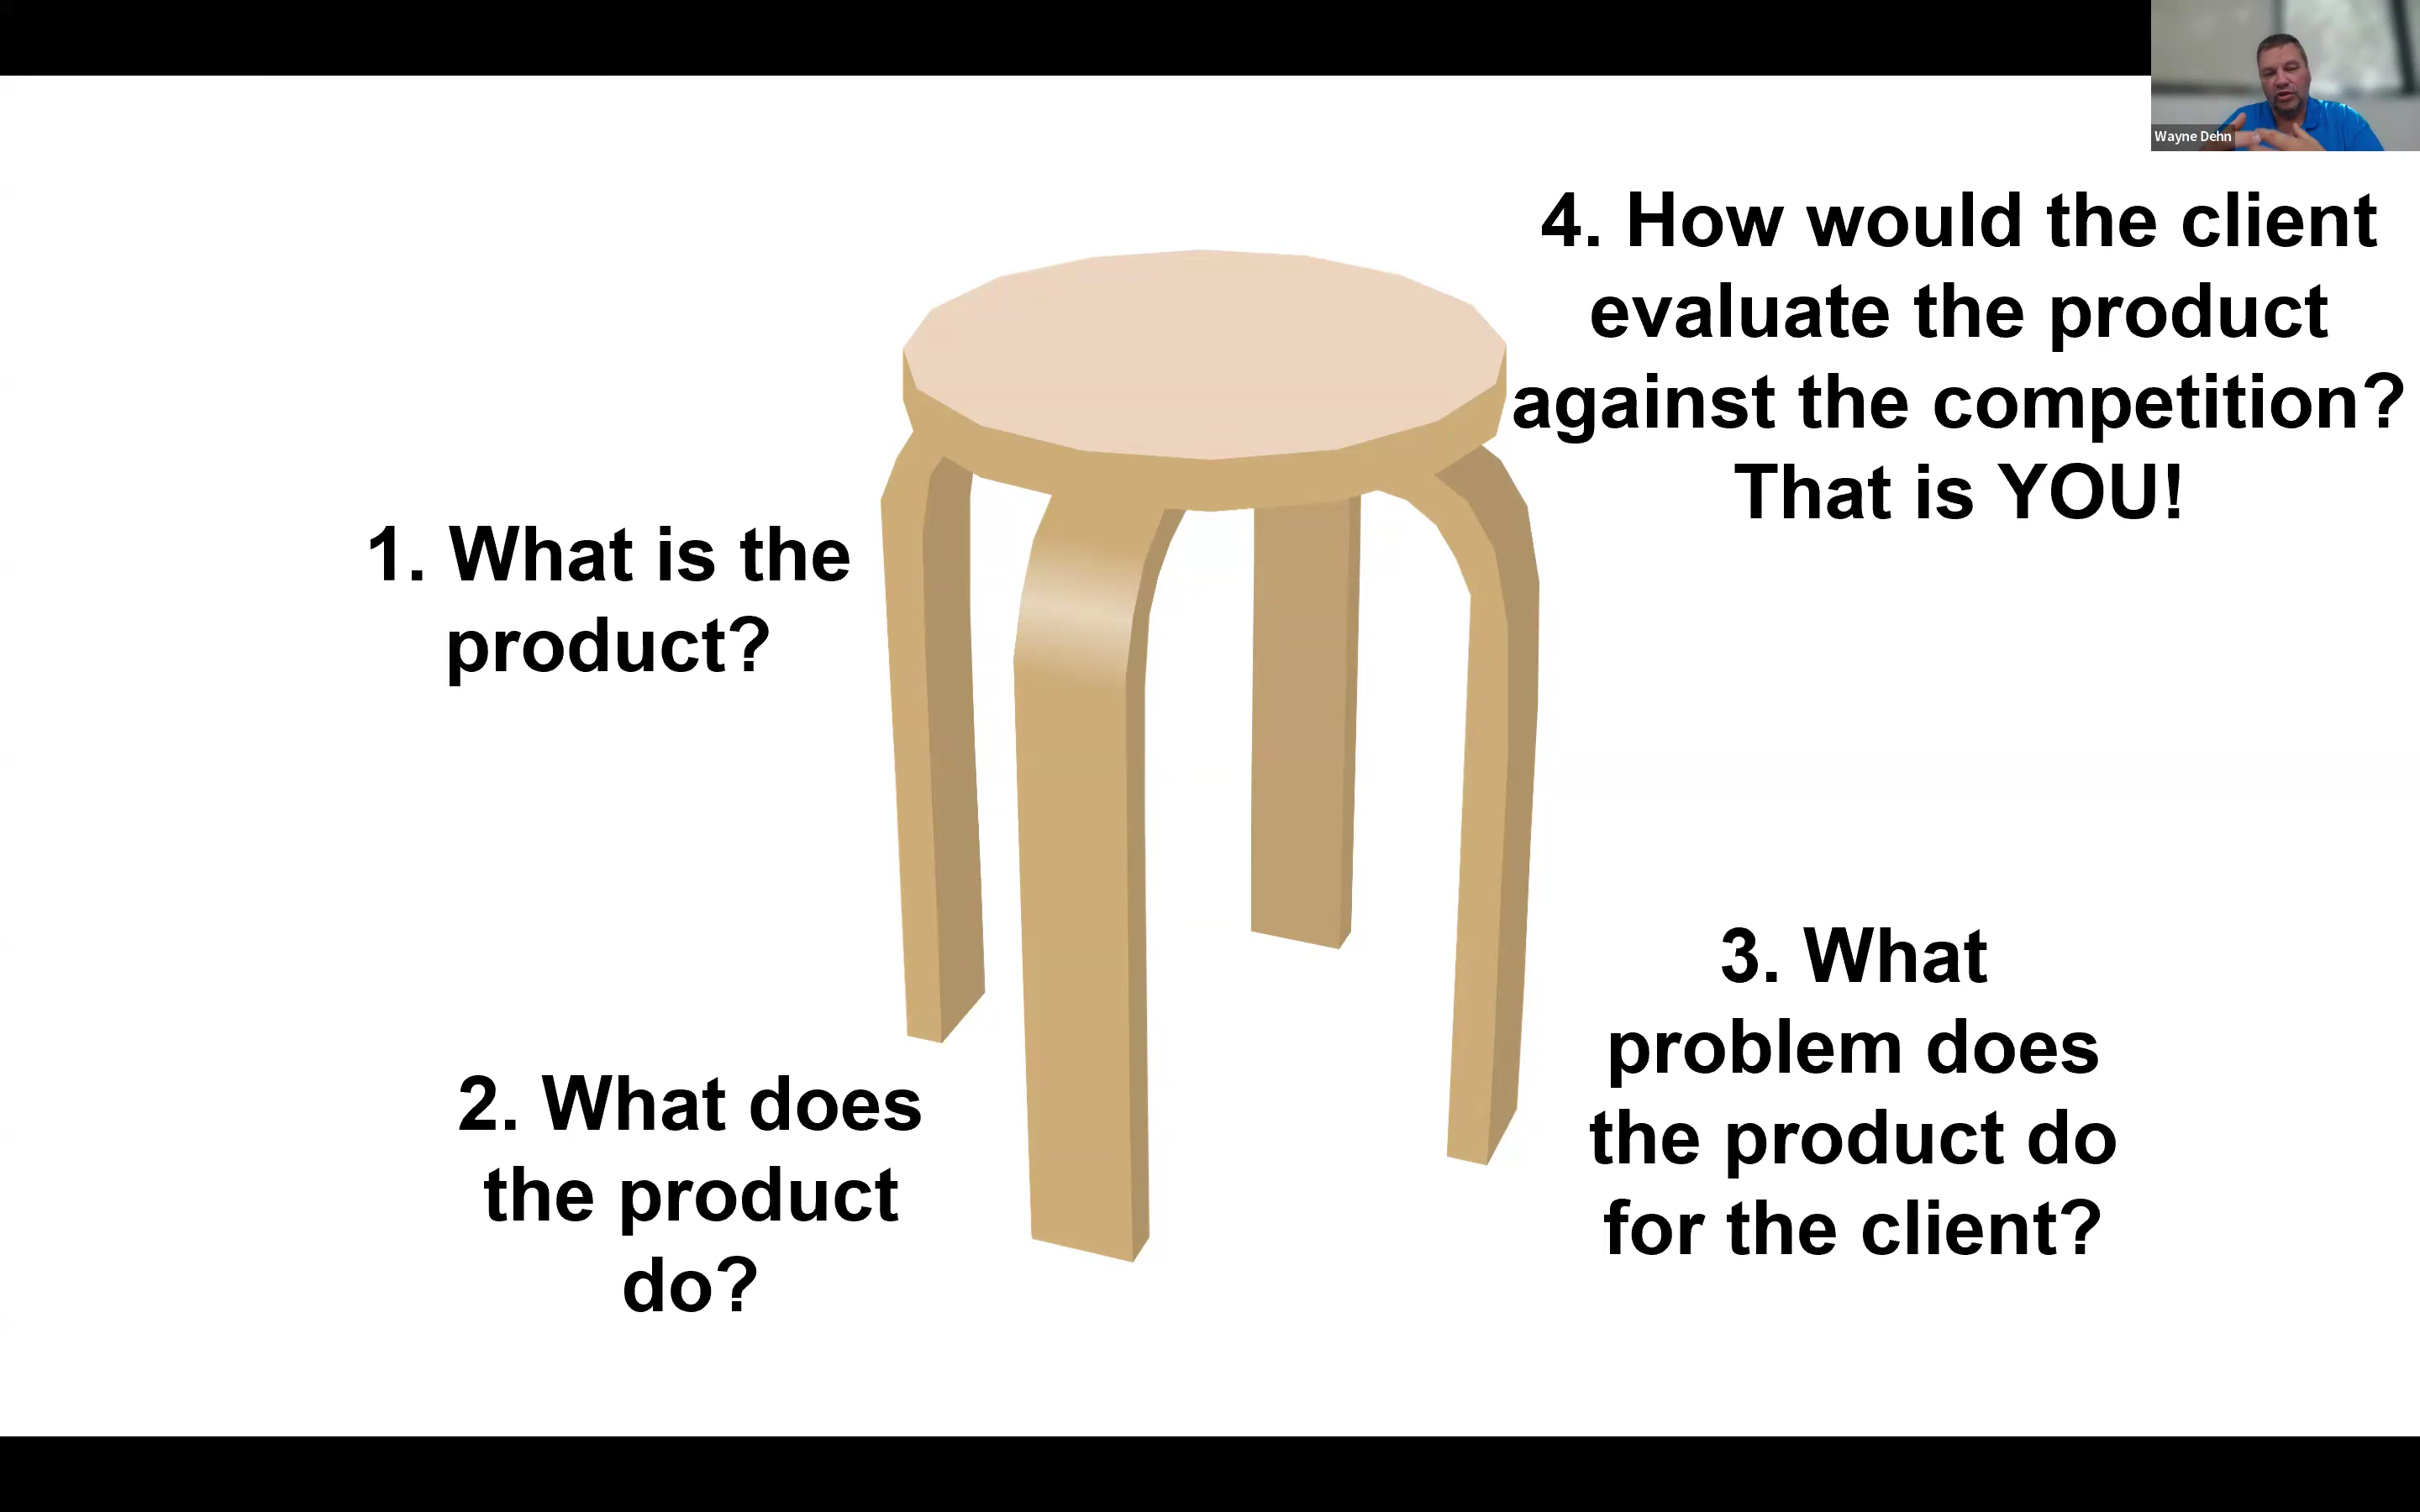 Wayne Dehn
1. What is the
product?
2. What does
the product
do?
3. What
problem does
the product do
for the client?
4. How would the client
evaluate the product
against the competition?
That is YOU!